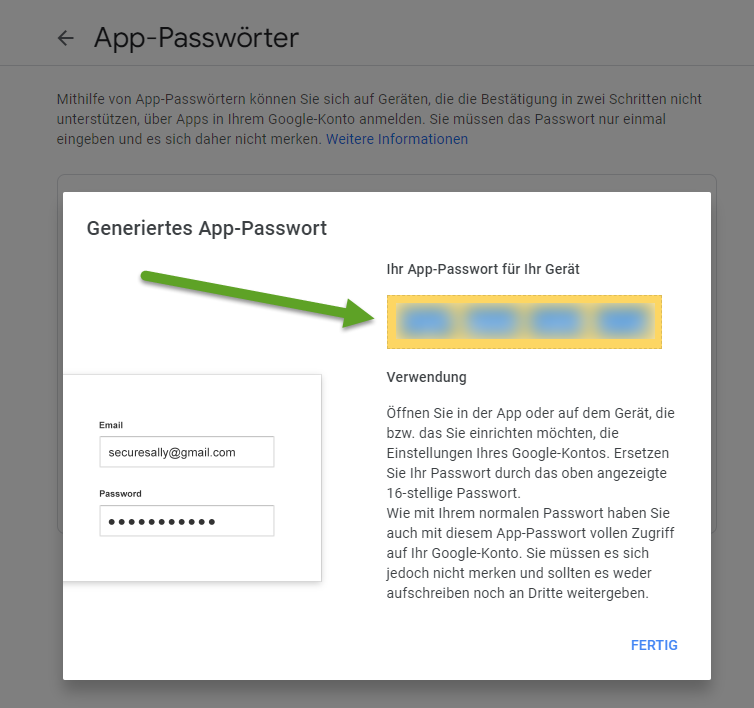 App-Passwörter
Mithilfe von App-Passwörtern können Sie sich auf Geräten, die die Bestätigung in zwei Schritten nicht
unterstützen, über Apps in Ihrem Google-Konto anmelden. Sie müssen das Passwort nur einmal
eingeben und es sich daher nicht merken. Weitere Informationen
Generiertes App-Passwort
Ihr App-Passwort für Ihr Gerät
Verwendung
Öffnen Sie in der App oder auf dem Gerät, die
bzw. das Sie einrichten möchten, die
Einstellungen Ihres Google-Kontos. Ersetzen
Sie Ihr Passwort durch das oben angezeigte
16-stellige Passwort.
Wie mit Ihrem normalen Passwort haben Sie
auch mit diesem App-Passwort vollen Zugriff
auf Ihr Google-Konto. Sie müssen es sich
jedoch nicht merken und sollten es weder
aufschreiben noch an Dritte weitergeben.
Email
securesally@gmail.com
Password
FERTIG